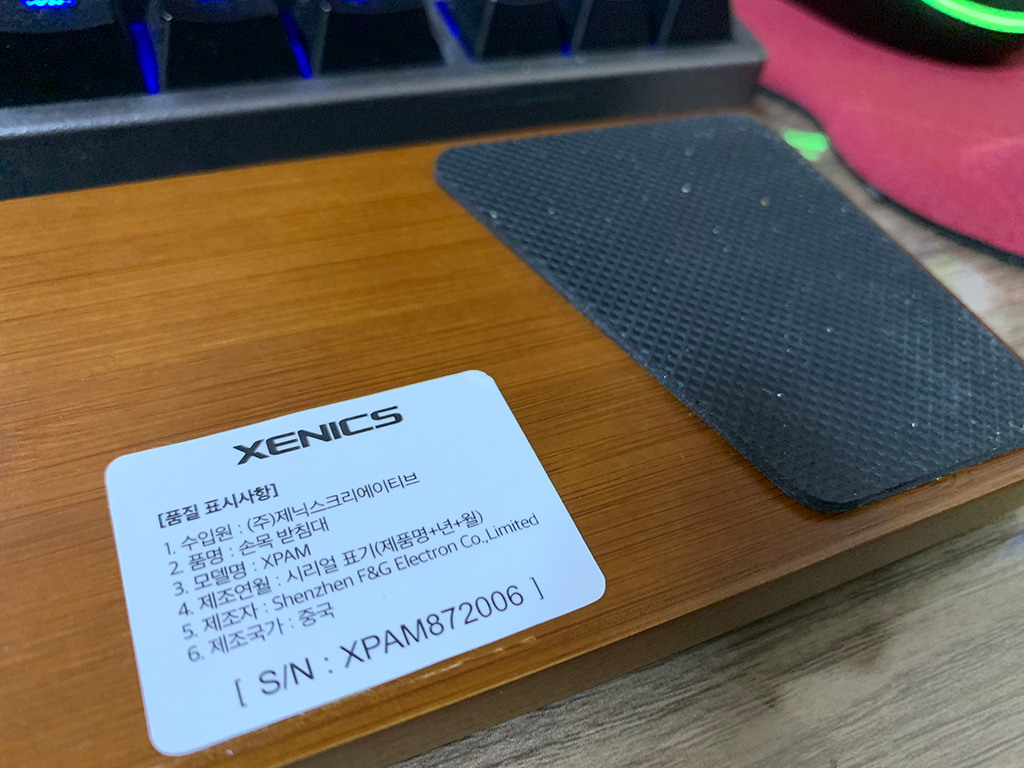 XENICS
[품질 표시사항]
1. 수입원 : (주)제닉스크리에이티브
2. 품명 : 손목 받침대
3. 모델명 : XPAM
4. 제조연월 : 시리얼 표기(제품명+년+월)
5. 제조자 : Shenzhen F&G Electron Co.,Limited
6. 제조국가 : 중국
[ S/N : XPAM872006 ]